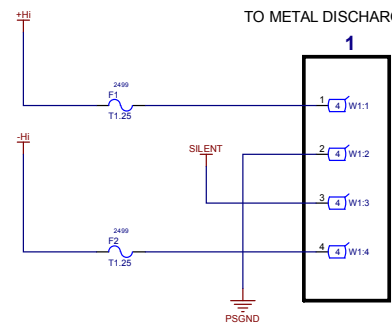 +Hi
TO METAL DISCHAR
1
2499
F1
T1.25
1 4 W1:1
-Hi
SILENT
2 4 W1:2
3 4 W1:3
2499
F2
T1.25
4 4 W1:4
PSGND